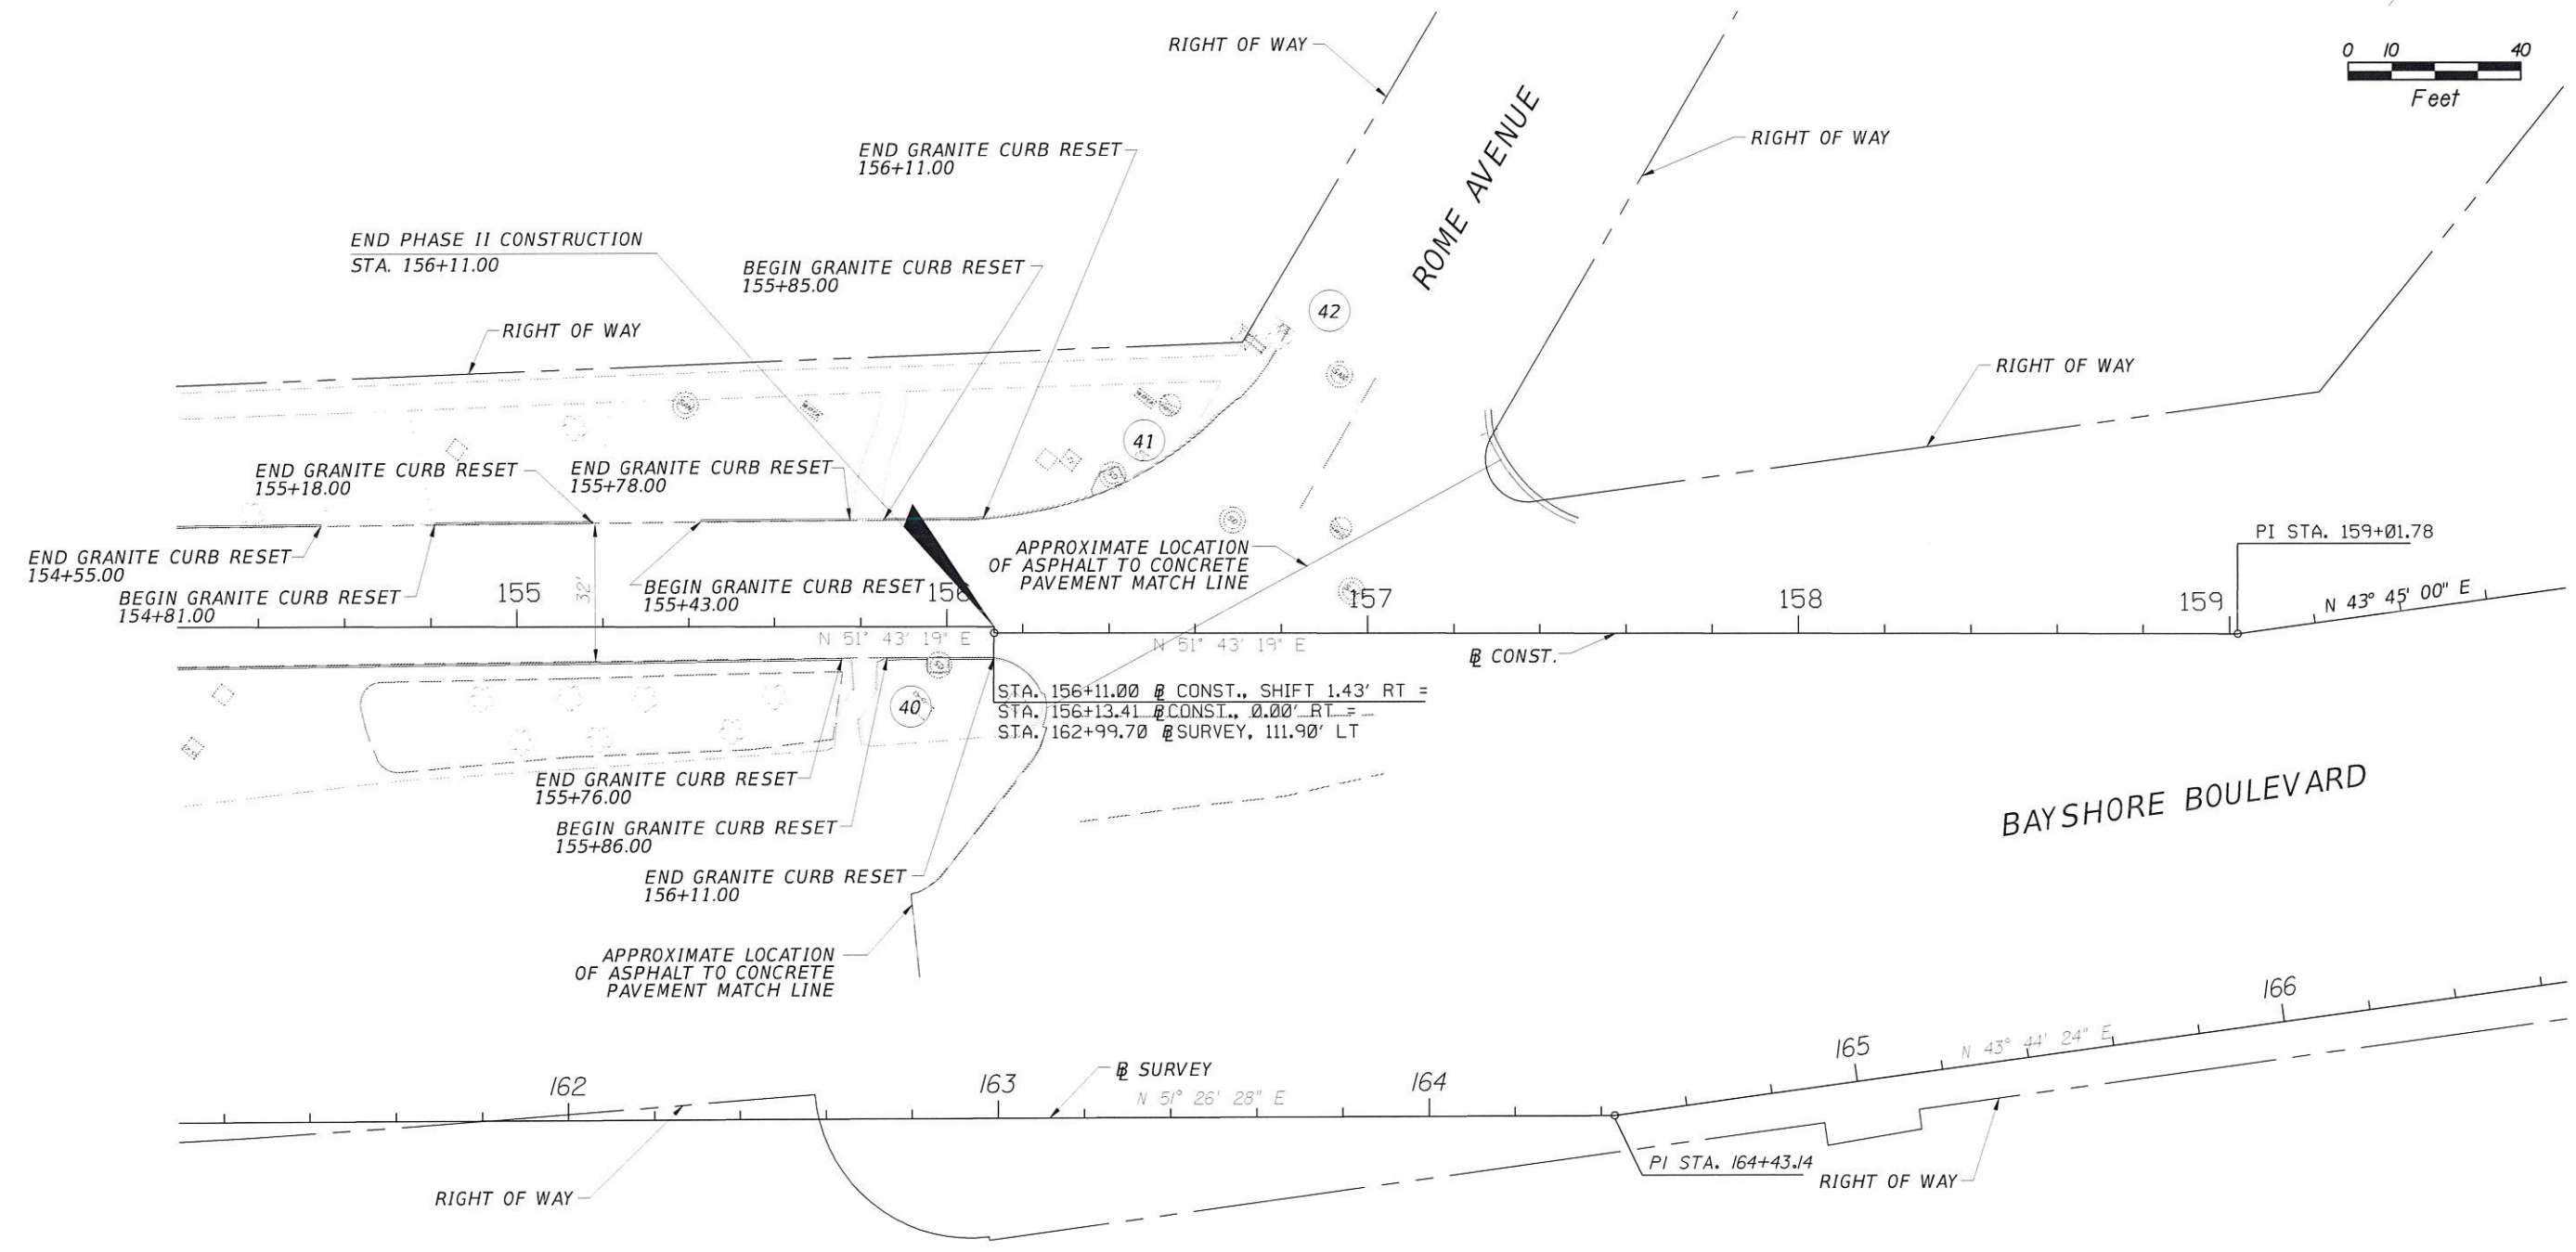 0 10 40
Feet
RIGHT OF WAY
RIGHT OF WAY
ROME AVENUE
END GRANITE CURB RESET
156+11.00
END PHASE II CONSTRUCTION
STA. 156+11.00
BEGIN GRANITE CURB RESET
155+85.00
RIGHT OF WAY
42
RIGHT OF WAY
41
END GRANITE CURB RESET
155+18.00
END GRANITE CURB RESET
155+78.00
END GRANITE CURB RESET
154+55.00
BEGIN GRANITE CURB RESET
154+81.00
32'
BEGIN GRANITE CURB RESET
155+43.00
APPROXIMATE LOCATION
OF ASPHALT TO CONCRETE
PAVEMENT MATCH LINE
PI STA. 159+01.78
155
156
157
158
159
N 43° 45' 00" E
N 51° 43' 19" E
N 51° 43' 19" E
BL CONST.
40
STA. 156+11.00 BL CONST., SHIFT 1.43' RT =
STA. 156+13.41 BL CONST., 0.00' RT =
STA. 162+99.70 BL SURVEY, 111.90' LT
END GRANITE CURB RESET
155+76.00
BEGIN GRANITE CURB RESET
155+86.00
END GRANITE CURB RESET
156+11.00
BAYSHORE BOULEVARD
APPROXIMATE LOCATION
OF ASPHALT TO CONCRETE
PAVEMENT MATCH LINE
162
163
164
165
166
BL SURVEY
N 51° 26' 28" E
N 43° 44' 24" E
PI STA. 164+43.14
RIGHT OF WAY
RIGHT OF WAY